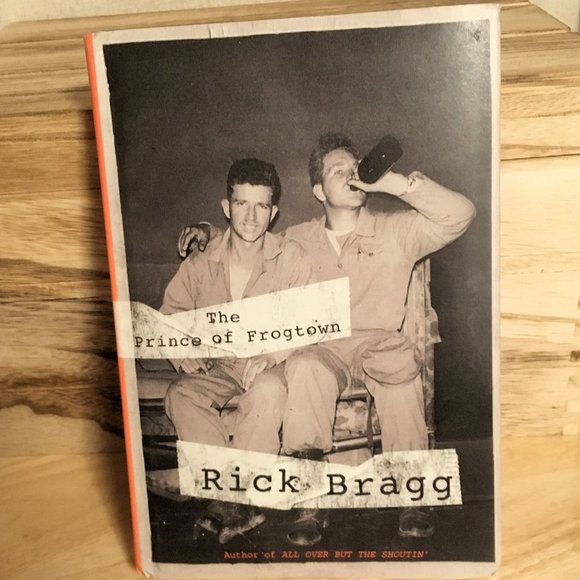 The
Prince of Frogtown
Rick Bragg
Author of ALL OVER BUT THE SHOUTIN'